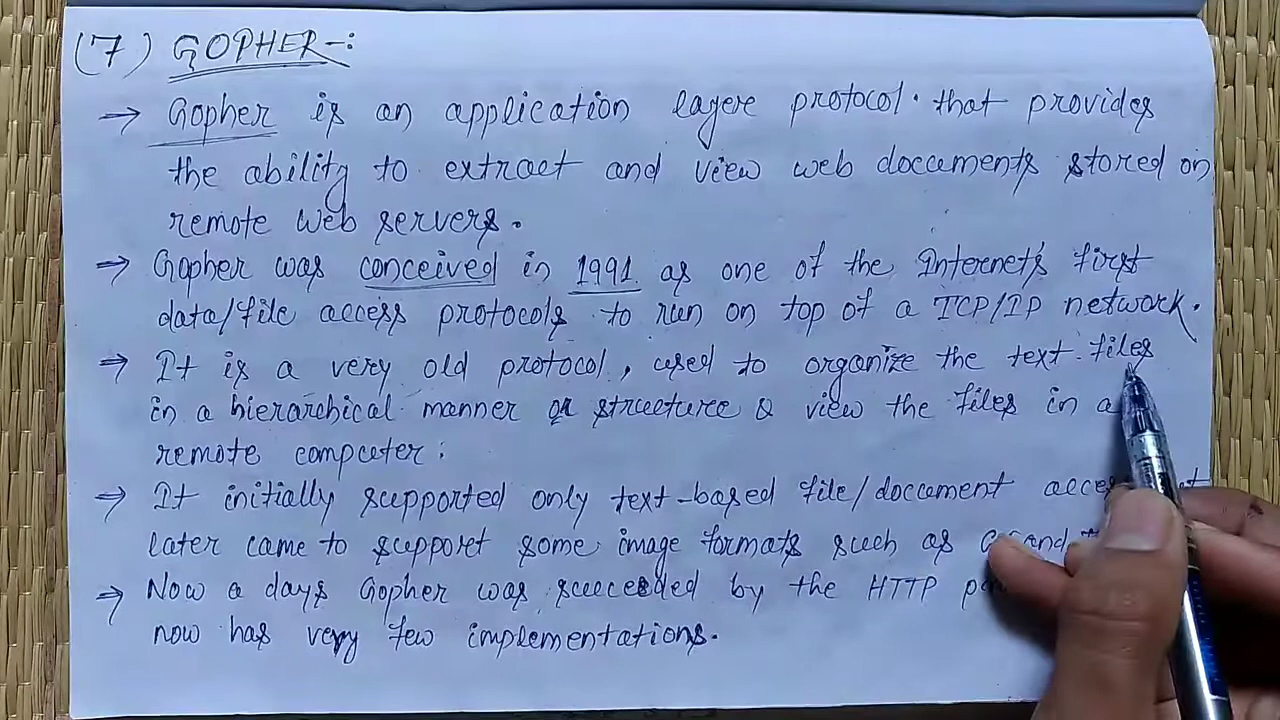 (7) GOPHER-:
→ Gopher is an application layer protocol. that provides
the ability to extract and view web documents stored on
remote web servers.
⇒ Gopher was conceived in 1991 as one of the Internet's first
data/file access protocols to run on top of a TCP/IP network.
⇒ It is a very old protocol, used to organize the text files
in a hierarchical manner or structure & view the files in a
remote computer.
⇒ It initially supported only text-based file/document
later came to support some image formats such as
⇒ Now a days Gopher was succeeded by the HTTP
now has very few implementations.